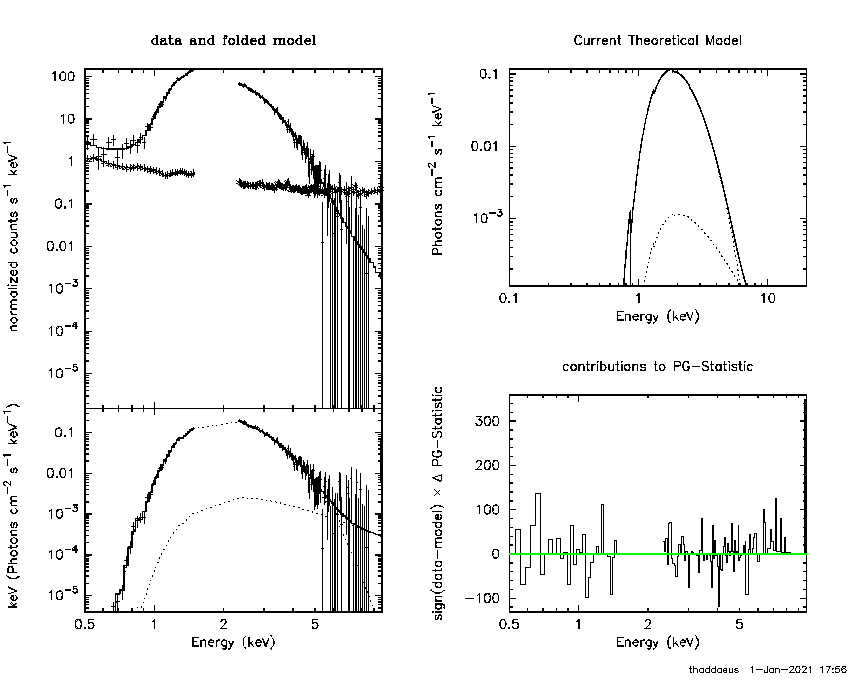 data and folded model
normalized counts s⁻¹ keV⁻¹
100
10
1
0.1
0.01
10⁻³
10⁻⁴
10⁻⁵
keV (Photons cm⁻² s⁻¹ keV⁻¹)
0.1
0.01
10⁻³
10⁻⁴
10⁻⁵
0.5 1 2 5
Energy (keV)
Current Theoretical Model
Photons cm⁻² s⁻¹ keV⁻¹
0.1
0.01
10⁻³
0.1 1 10
Energy (keV)
contributions to PG-Statistic
sign(data-model) × Δ PG-Statistic
300
200
100
0
-100
0.5 1 2 5
Energy (keV)
thaddaeus 1-Jan-2021 17:56